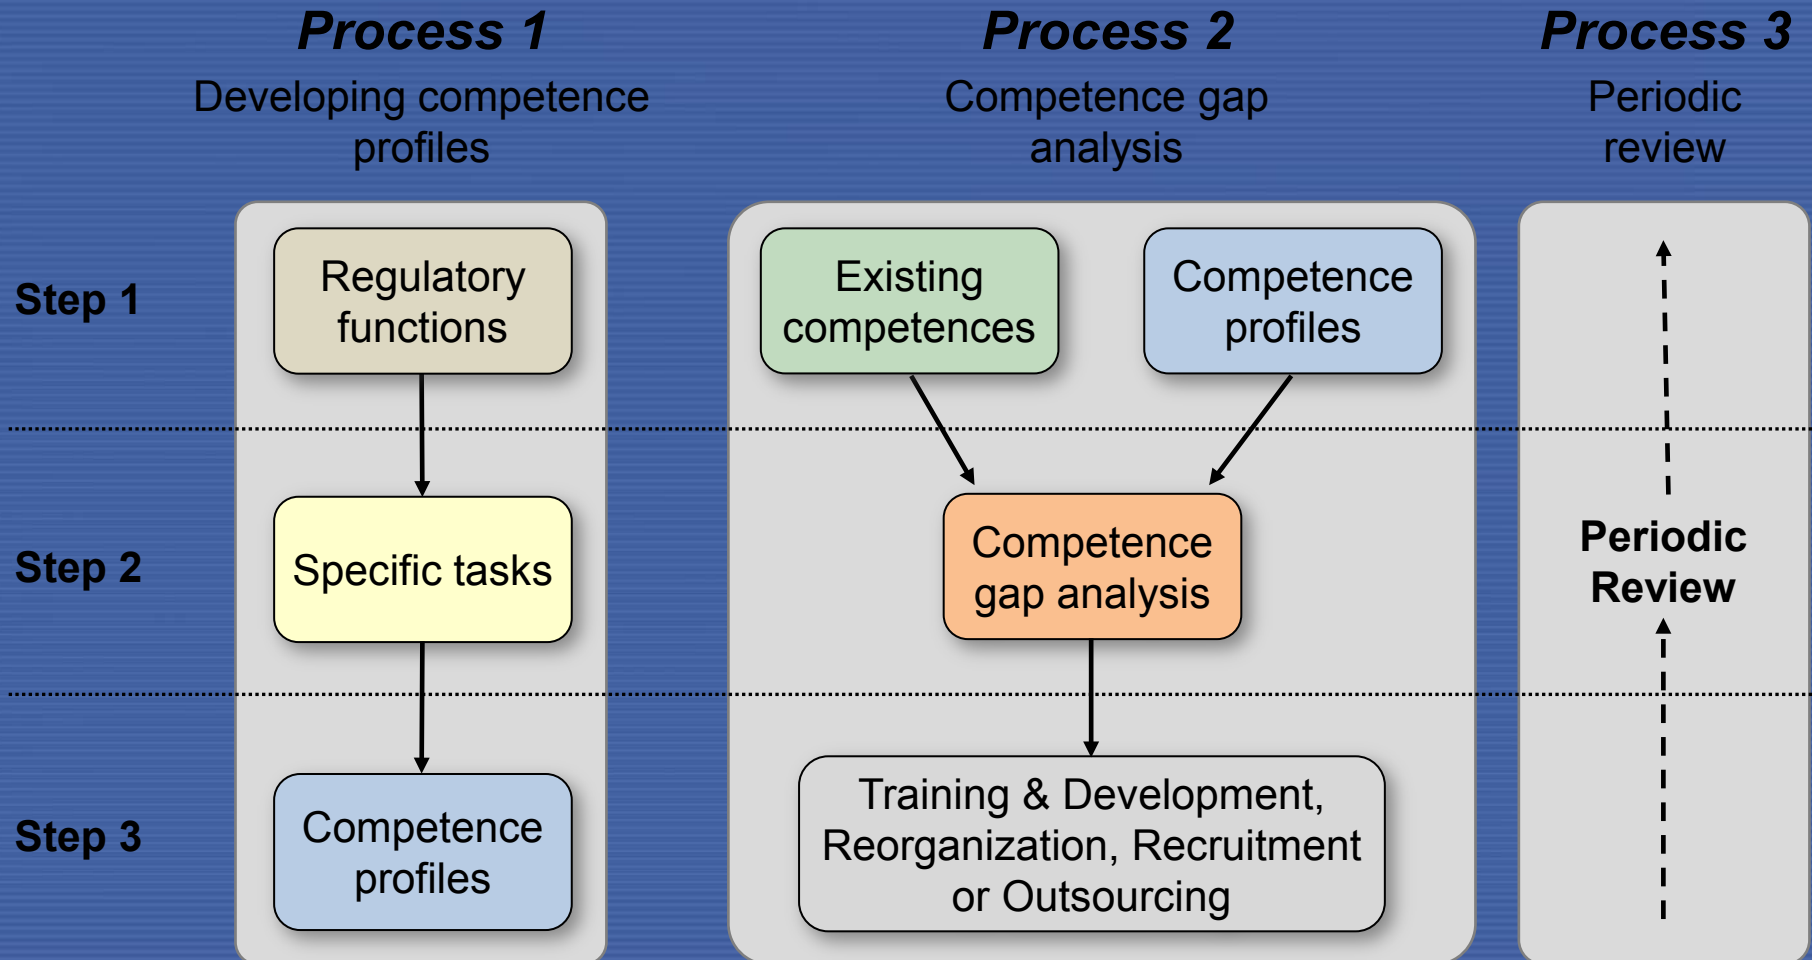 Process 1
Developing competence
profiles
Process 2
Competence gap
analysis
Process 3
Periodic
review
Step 1
Regulatory
functions
Existing
competences
Competence
profiles
Step 2
Specific tasks
Competence
gap analysis
Periodic
Review
Step 3
Competence
profiles
Training & Development,
Reorganization, Recruitment
or Outsourcing